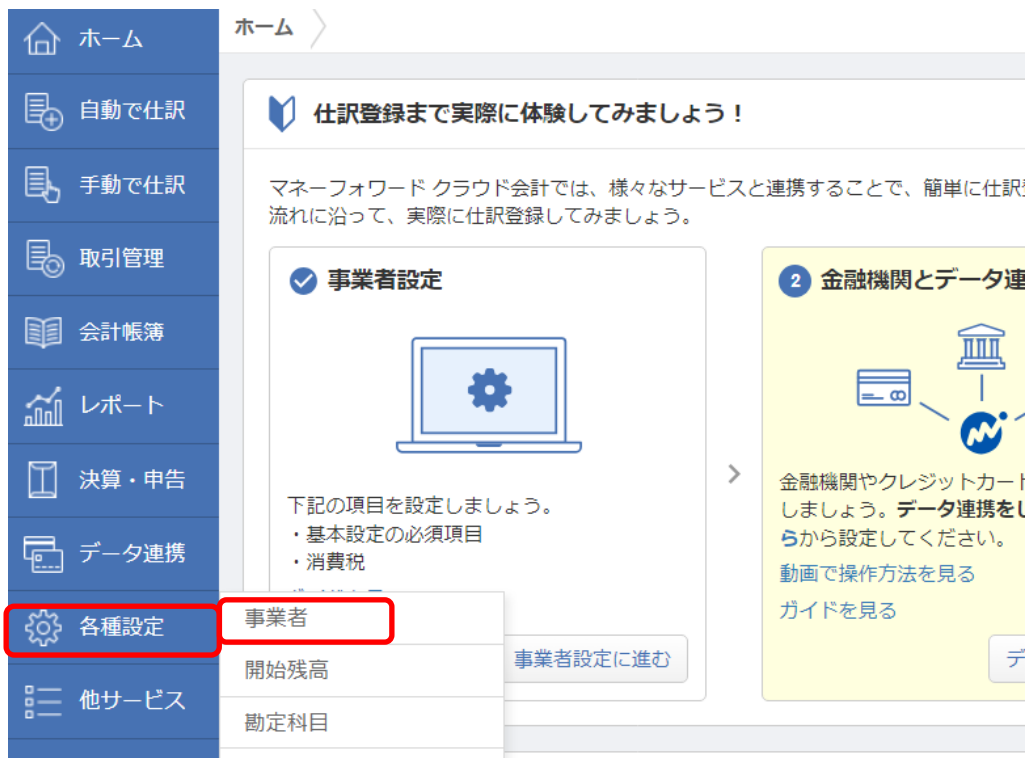 ホーム
自動で仕訳
手動で仕訳
取引管理
会計帳簿
レポート
決算・申告
データ連携
各種設定
他サービス
ホーム
仕訳登録まで実際に体験してみましょう！
マネーフォワード クラウド会計では、様々なサービスと連携することで、簡単に仕訳
流れに沿って、実際に仕訳登録してみましょう。
事業者設定
下記の項目を設定しましょう。
・基本設定の必須項目
・消費税
事業者設定に進む
2 金融機関とデータ連
金融機関やクレジットカード
しましょう。データ連携をし
らから設定してください。
動画で操作方法を見る
ガイドを見る
デ
事業者
開始残高
勘定科目